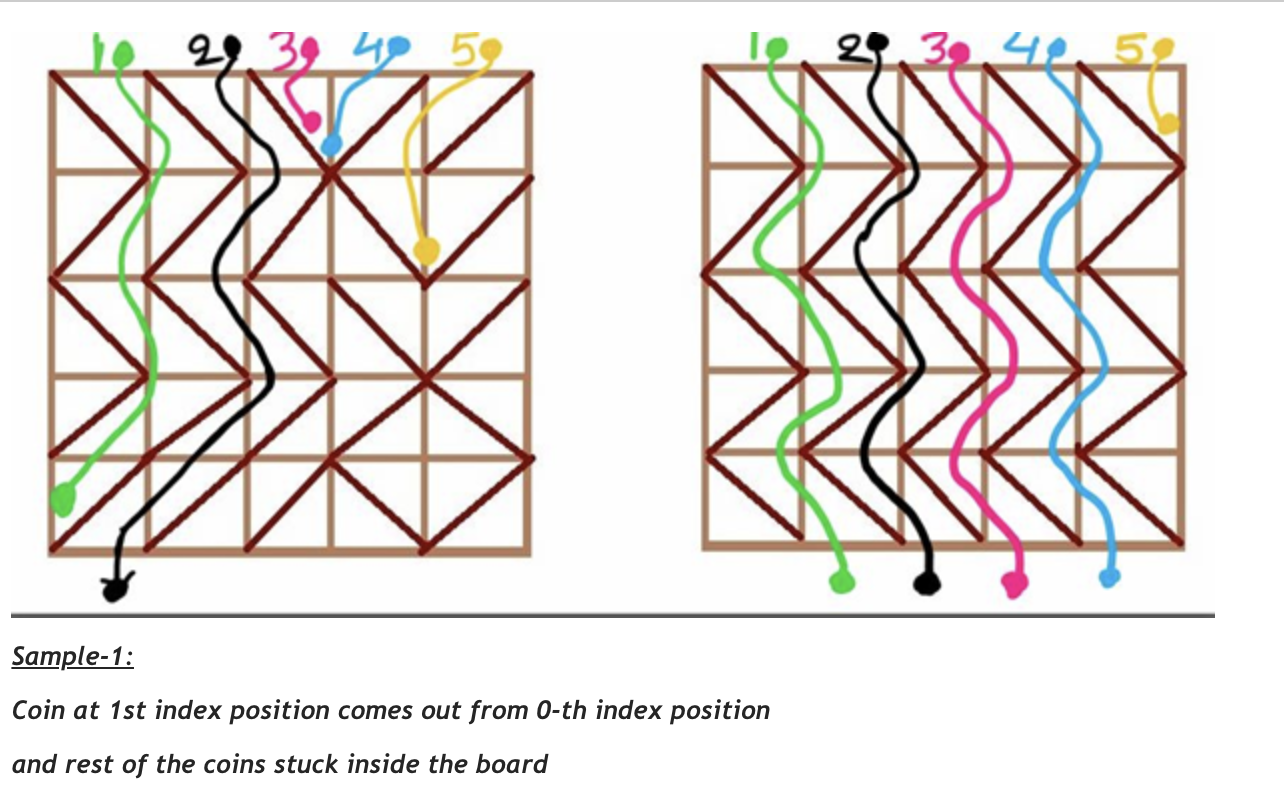 1 2 3 4 5 1 2 3 4 5
Sample-1:
Coin at 1st index position comes out from 0-th index position
and rest of the coins stuck inside the board